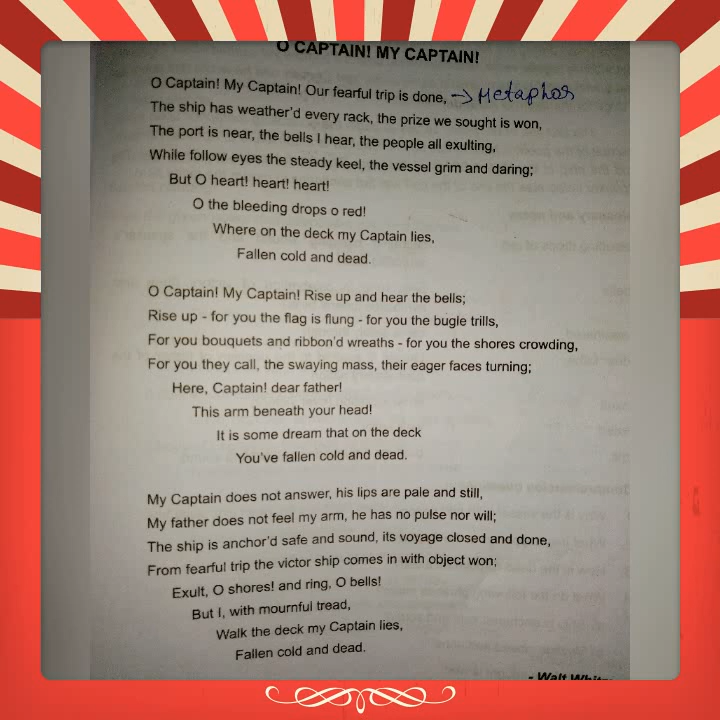 O CAPTAIN! MY CAPTAIN!
O Captain! My Captain! Our fearful trip is done, → Metaphor
The ship has weather'd every rack, the prize we sought is won,
The port is near, the bells I hear, the people all exulting,
While follow eyes the steady keel, the vessel grim and daring;
But O heart! heart! heart!
O the bleeding drops o red!
Where on the deck my Captain lies,
Fallen cold and dead.
O Captain! My Captain! Rise up and hear the bells;
Rise up - for you the flag is flung - for you the bugle trills,
For you bouquets and ribbon'd wreaths - for you the shores crowding,
For you they call, the swaying mass, their eager faces turning;
Here, Captain! dear father!
This arm beneath your head!
It is some dream that on the deck
You've fallen cold and dead.
My Captain does not answer, his lips are pale and still,
My father does not feel my arm, he has no pulse nor will;
The ship is anchor'd safe and sound, its voyage closed and done,
From fearful trip the victor ship comes in with object won;
Exult, O shores! and ring, O bells!
But I, with mournful tread,
Walk the deck my Captain lies,
Fallen cold and dead.
- Walt